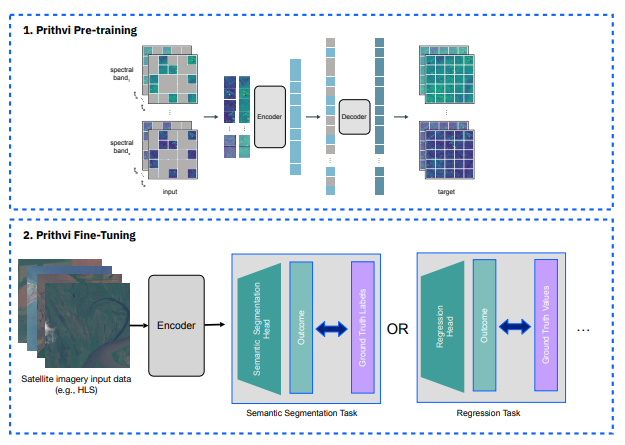 1. Prithvi Pre-training
spectral
band
spectral
band
input
Encoder
Decoder
target
2. Prithvi Fine-Tuning
Encoder
Satellite imagery input data
(e.g., HLS)
Semantic Segmentation
Head
Outcome
Ground Truth Labels
Semantic Segmentation Task
OR
Regression
Head
Outcome
Ground Truth Values
Regression Task
...